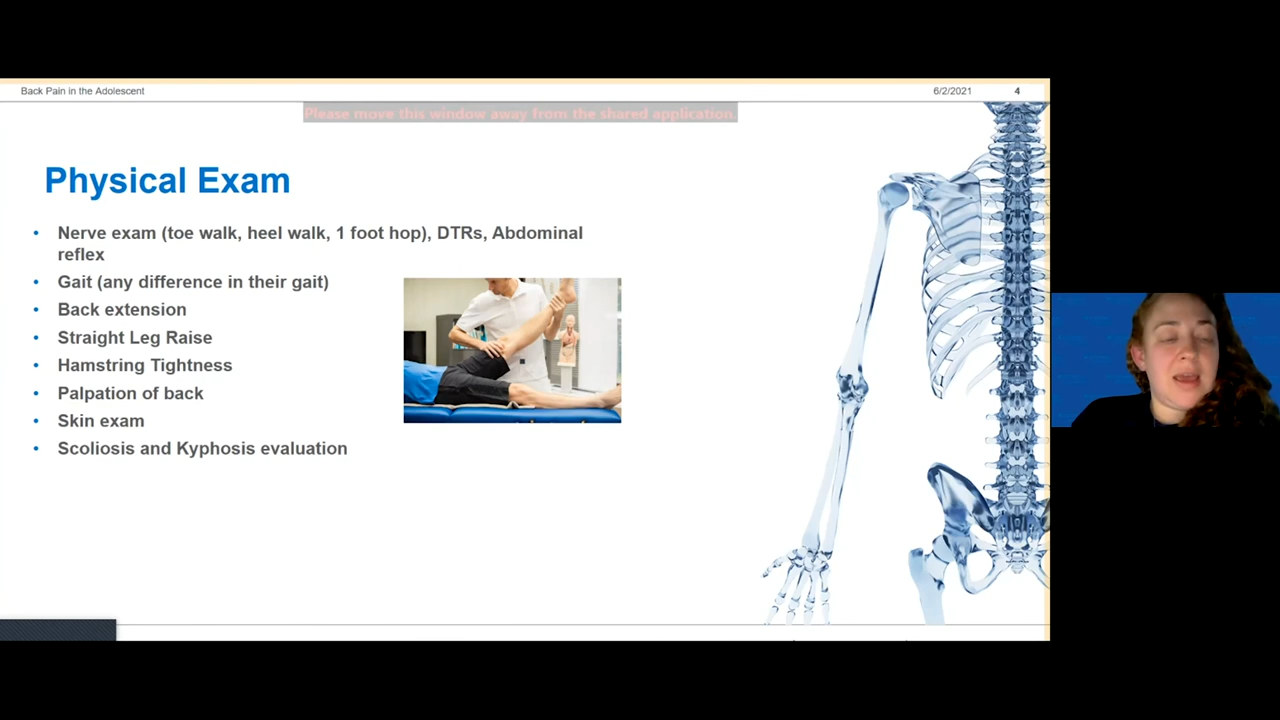 Back Pain in the Adolescent
6/2/2021
4
Please move this window away from the shared application.
Physical Exam
• Nerve exam (toe walk, heel walk, 1 foot hop), DTRs, Abdominal
reflex
• Gait (any difference in their gait)
• Back extension
• Straight Leg Raise
• Hamstring Tightness
• Palpation of back
• Skin exam
• Scoliosis and Kyphosis evaluation